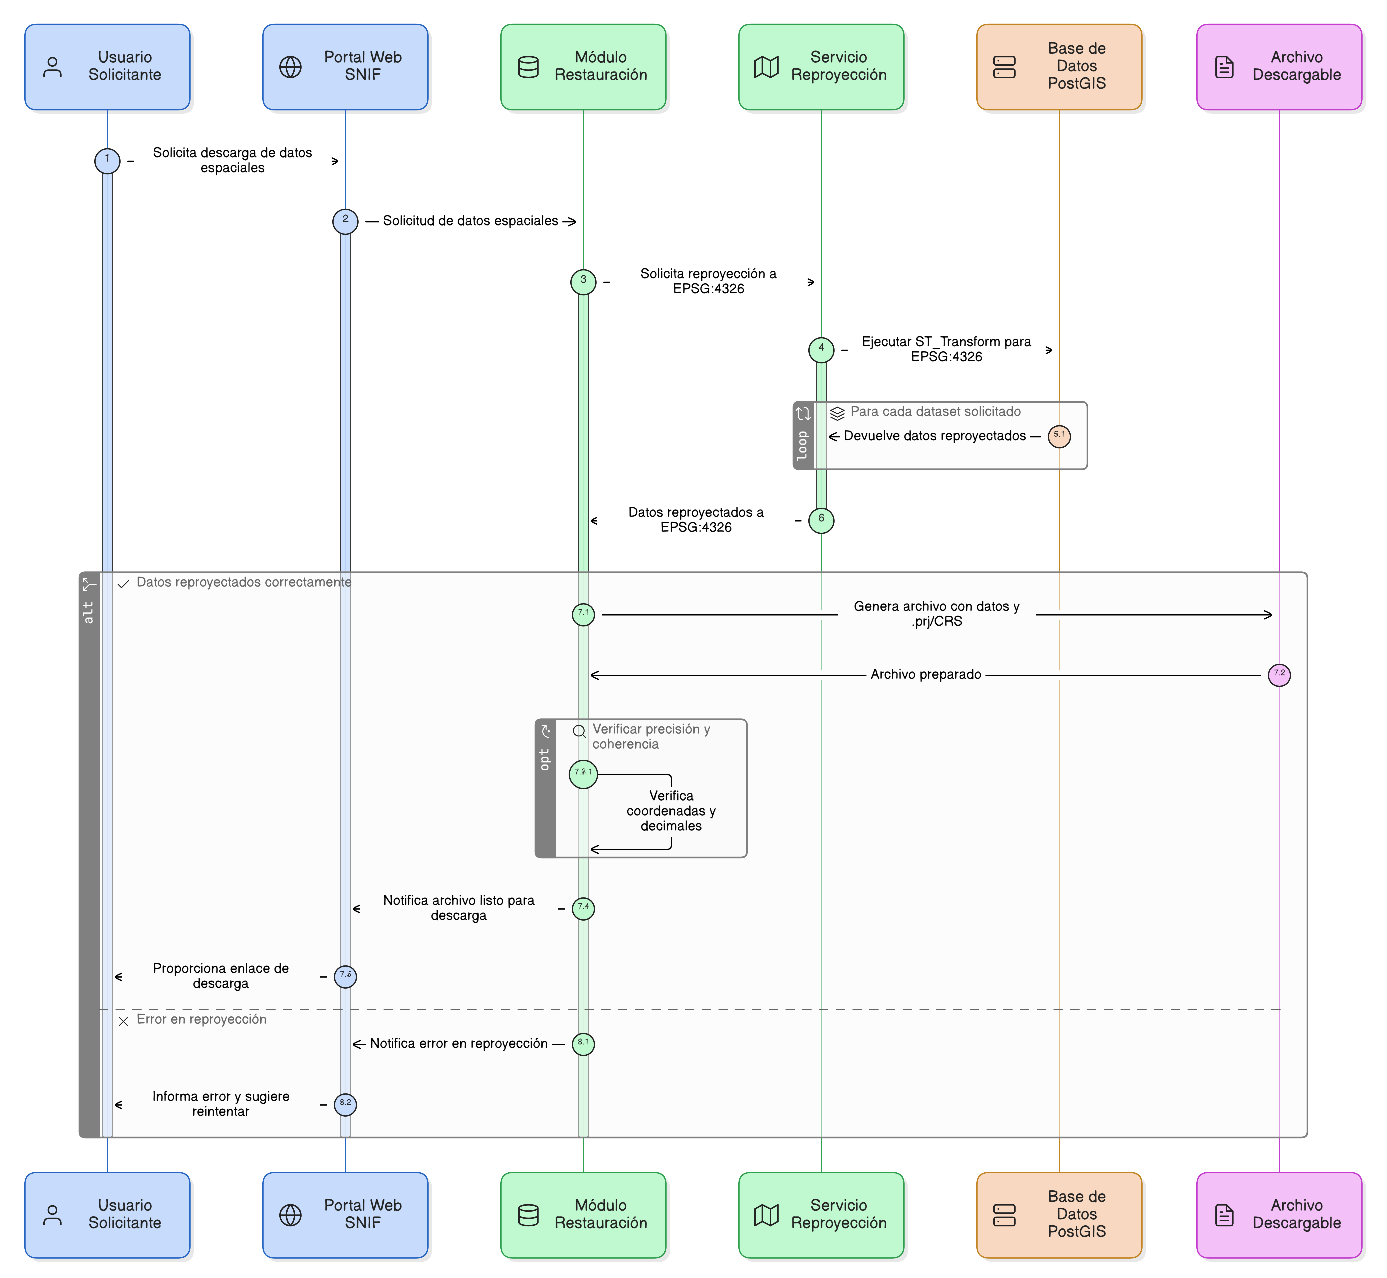 Usuario
Solicitante
Portal Web
SNIF
Módulo
Restauración
Servicio
Reproyección
Base de
Datos
PostGIS
Archivo
Descargable
1
Solicita descarga de datos
espaciales
2
Solicitud de datos espaciales
3
Solicita reproyección a
EPSG:4326
4
Ejecutar ST_Transform para
EPSG:4326
loop
Para cada dataset solicitado
Devuelve datos reproyectados
5.1
Datos reproyectados a
EPSG:4326
6
alt
Datos reproyectados correctamente
7.1
Genera archivo con datos y
.prj/CRS
Archivo preparado
7.2
opt
Verificar precisión y
coherencia
Verifica
coordenadas y
decimales
Notifica archivo listo para
descarga
7.4
Proporciona enlace de
descarga
Error en reproyección
Notifica error en reproyección
8.1
Informa error y sugiere
reintentar
8.2
Usuario
Solicitante
Portal Web
SNIF
Módulo
Restauración
Servicio
Reproyección
Base de
Datos
PostGIS
Archivo
Descargable